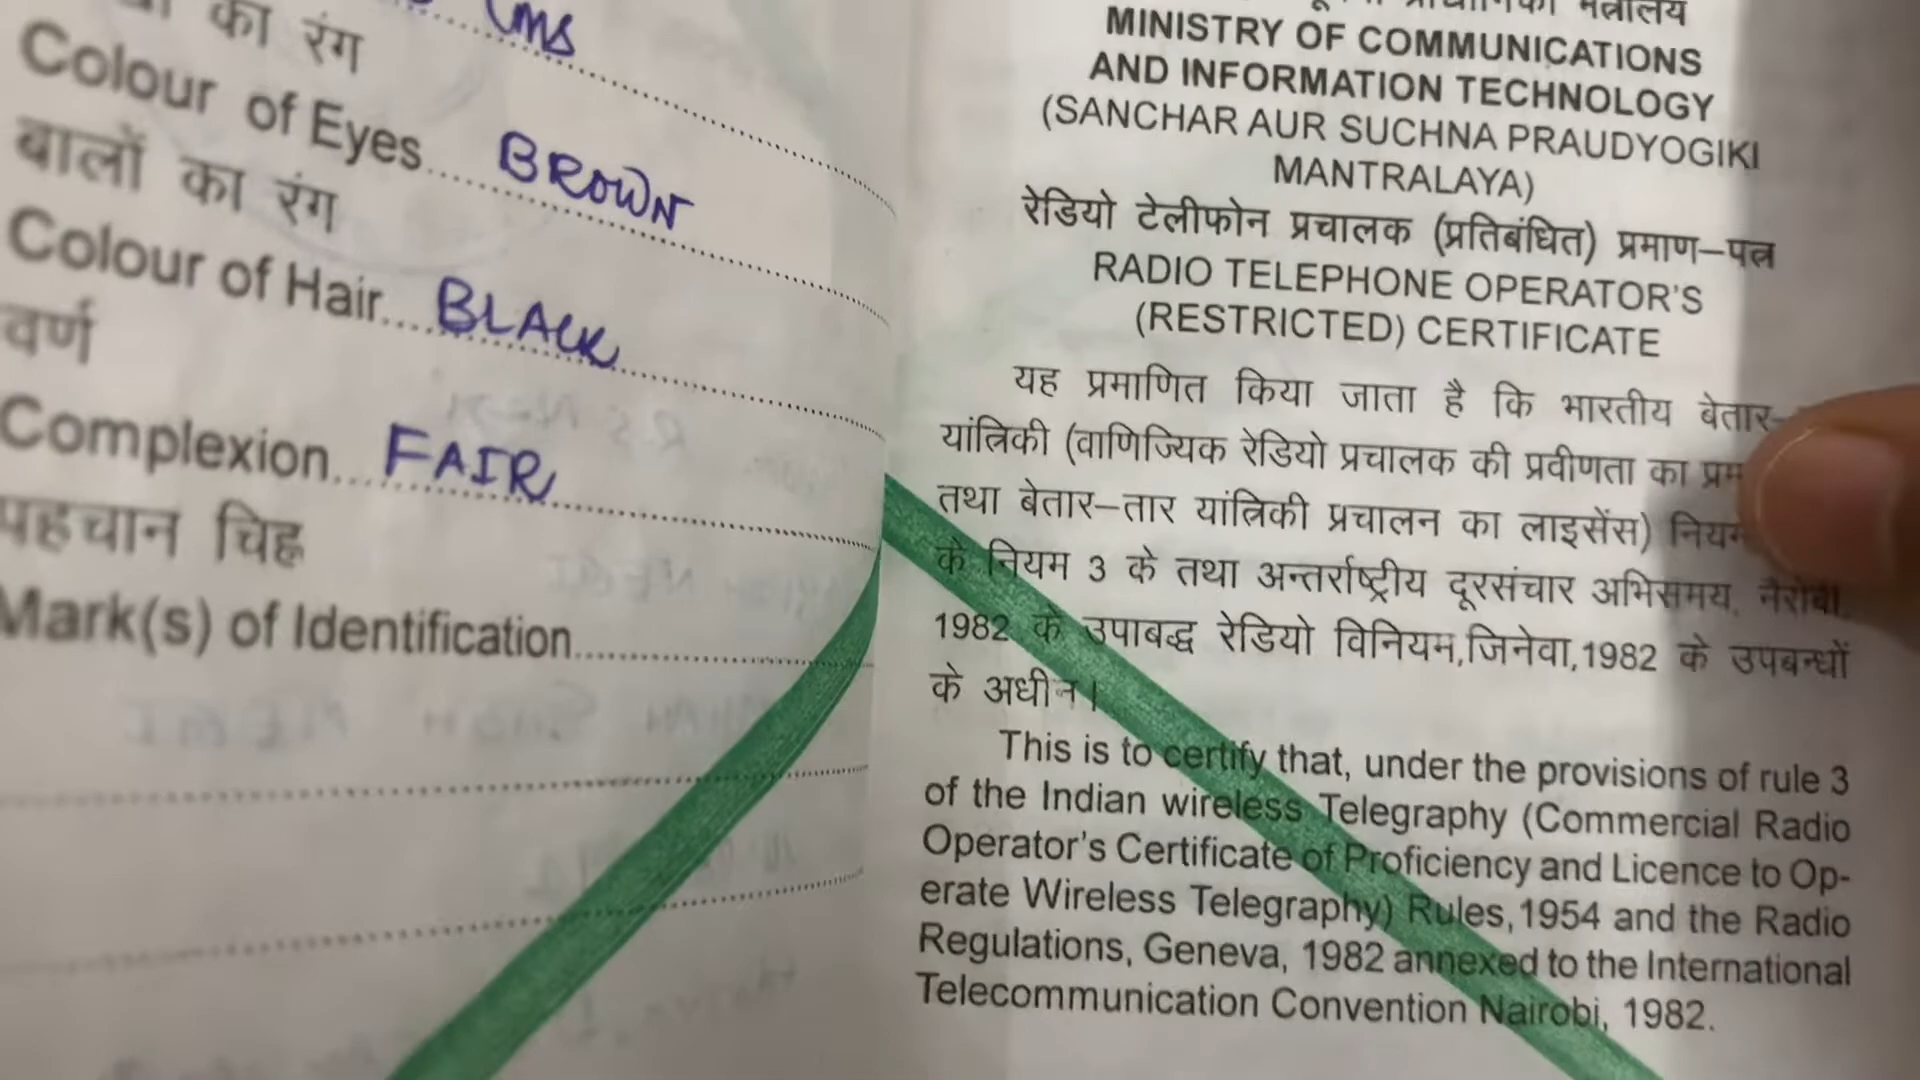 का रंग cms
Colour of Eyes BROWN
बालों का रंग
Colour of Hair BLACK
वर्ण
Complexion FAIR
पहचान चिह्न
Mark(s) of Identification
MINISTRY OF COMMUNICATIONS
AND INFORMATION TECHNOLOGY
(SANCHAR AUR SUCHNA PRAUDYOGIKI
MANTRALAYA)
रेडियो टेलीफोन प्रचालक (प्रतिबंधित) प्रमाण–पत्र
RADIO TELEPHONE OPERATOR'S
(RESTRICTED) CERTIFICATE
यह प्रमाणित किया जाता है कि भारतीय बेतार–
यांत्रिकी (वाणिज्यिक रेडियो प्रचालक की प्रवीणता का
तथा बेतार–तार यांत्रिकी प्रचालन का लाइसेंस)
के नियम 3 के तथा अन्तर्राष्ट्रीय दूरसंचार अभिसमय, नैरोबी,
1982 के उपाबद्ध रेडियो विनियम,जिनेवा,1982 के उपबन्धों
के अधीन।
This is to certify that, under the provisions of rule 3
of the Indian wireless Telegraphy (Commercial Radio
Operator's Certificate of Proficiency and Licence to Op-
erate Wireless Telegraphy) Rules, 1954 and the Radio
Regulations, Geneva, 1982 annexed to the International
Telecommunication Convention Nairobi, 1982.